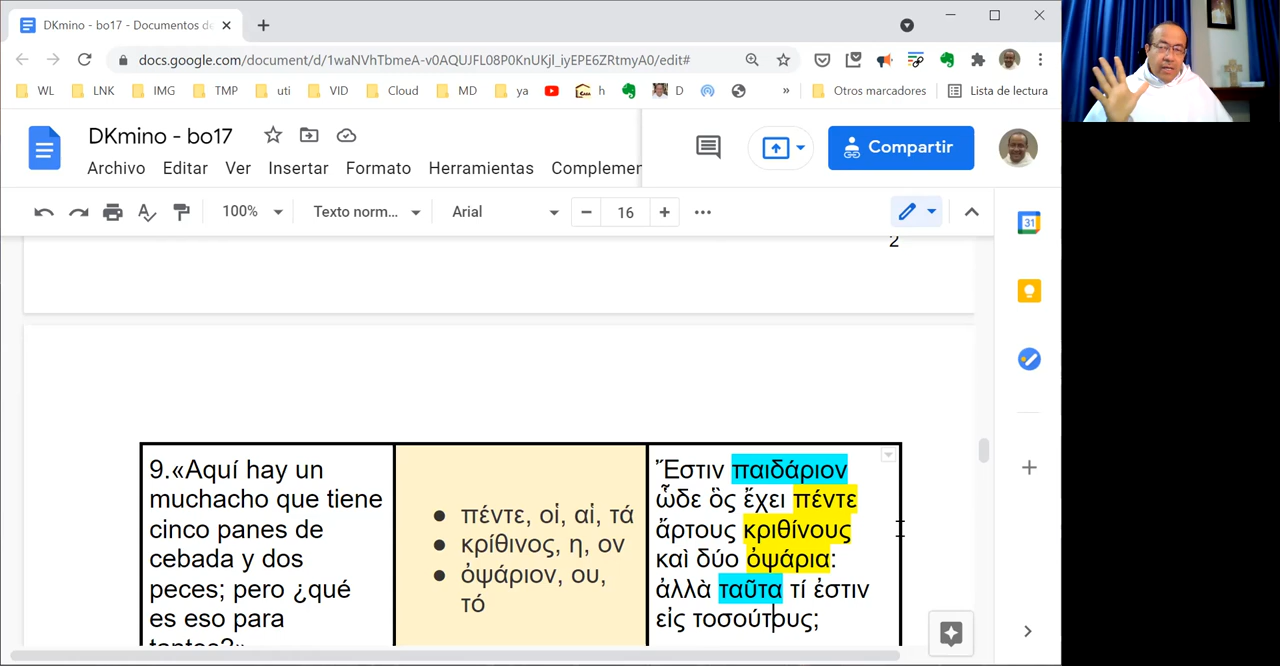 DKmino - bo17 - Documentos de
docs.google.com/document/d/1waNVhTbmeA-v0AQUJFL08P0KnUKjl_iyEPE6ZRtmyA0/edit#
WL LNK IMG TMP uti VID Cloud MD ya h D » Otros marcadores Lista de lectura
DKmino - bo17
Compartir
Archivo Editar Ver Insertar Formato Herramientas Complemen
100% Texto norm... Arial 16
31
2
9.«Aquí hay un
muchacho que tiene
cinco panes de
cebada y dos
peces; pero ¿qué
es eso para
tantos?»
● πέντε, οἱ, αἱ, τά
● κρίθινος, η, ον
● ὀψάριον, ου,
τό
Ἔστιν παιδάριον
ὧδε ὃς ἔχει πέντε
ἄρτους κριθίνους
καὶ δύο ὀψάρια:
ἀλλὰ ταῦτα τί ἐστιν
εἰς τοσούτους;